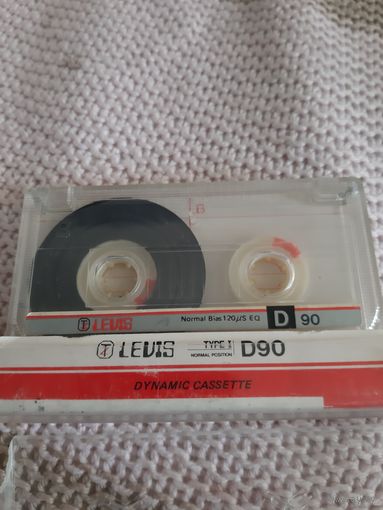 B
T LEVIS Normal Bias 120µS EQ D 90
T LEVIS TYPE I NORMAL POSITION D90
DYNAMIC CASSETTE